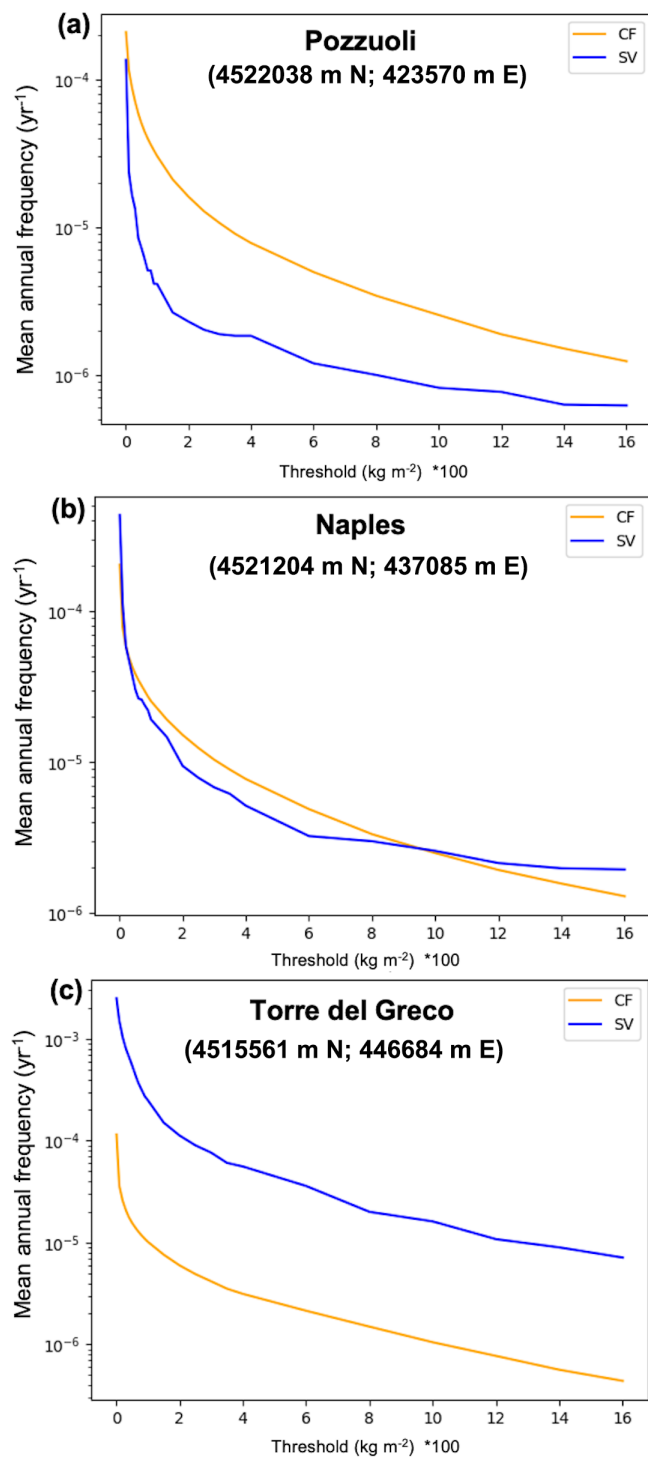 (a)
Pozzuoli
(4522038 m N; 423570 m E)
CF
SV
Mean annual frequency (yr⁻¹)
10⁻⁴
10⁻⁵
10⁻⁶
0 2 4 6 8 10 12 14 16
Threshold (kg m⁻²) *100
(b)
Naples
(4521204 m N; 437085 m E)
CF
SV
Mean annual frequency (yr⁻¹)
10⁻⁴
10⁻⁵
10⁻⁶
0 2 4 6 8 10 12 14 16
Threshold (kg m⁻²) *100
(c)
Torre del Greco
(4515561 m N; 446684 m E)
CF
SV
Mean annual frequency (yr⁻¹)
10⁻³
10⁻⁴
10⁻⁵
10⁻⁶
0 2 4 6 8 10 12 14 16
Threshold (kg m⁻²) *100